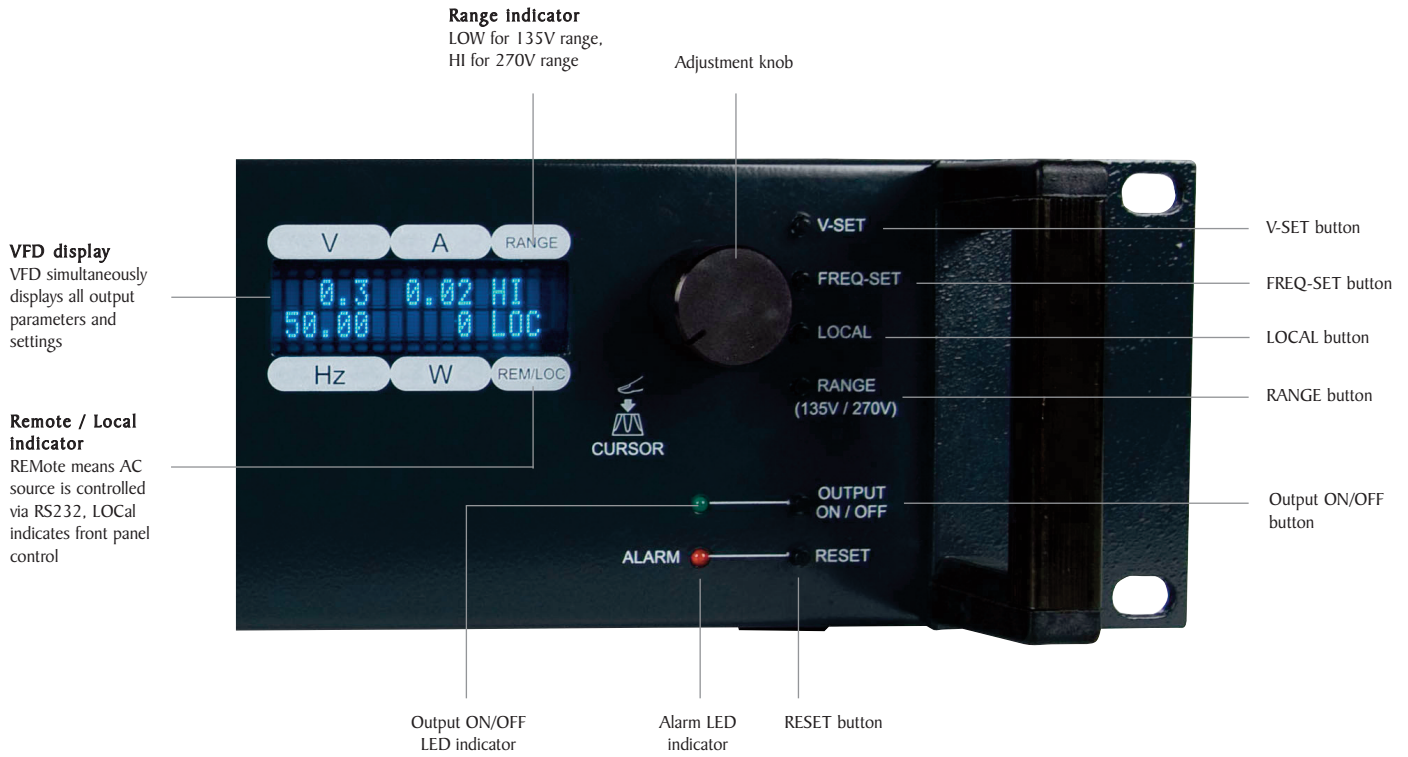 Range indicator
LOW for 135V range,
HI for 270V range
Adjustment knob
VFD display
VFD simultaneously
displays all output
parameters and
settings
Remote / Local
indicator
REMote means AC
source is controlled
via RS232, LOCal
indicates front panel
control
V A RANGE
0.3 0.02 HI
50.00 0 LOC
Hz W REM/LOC
CURSOR
V-SET
FREQ-SET
LOCAL
RANGE
(135V / 270V)
OUTPUT
ON / OFF
ALARM RESET
V-SET button
FREQ-SET button
LOCAL button
RANGE button
Output ON/OFF
button
Output ON/OFF
LED indicator
Alarm LED
indicator
RESET button